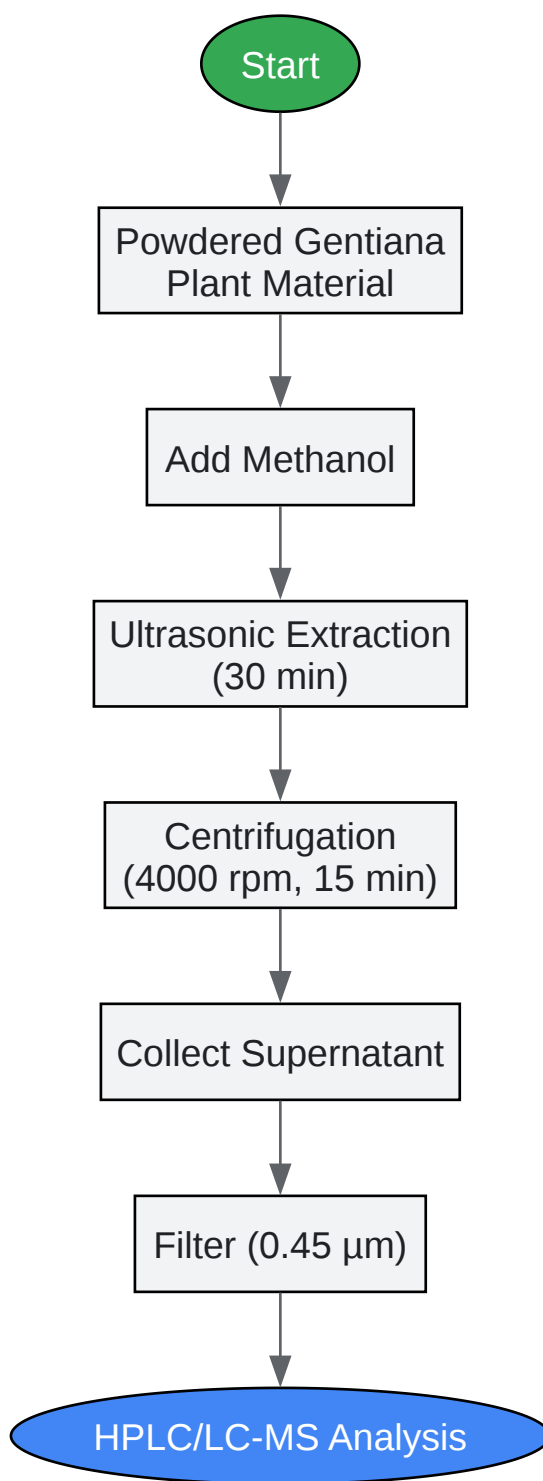 Start
Powdered Gentiana
Plant Material
Add Methanol
Ultrasonic Extraction
(30 min)
Centrifugation
(4000 rpm, 15 min)
Collect Supernatant
Filter (0.45 µm)
HPLC/LC-MS Analysis